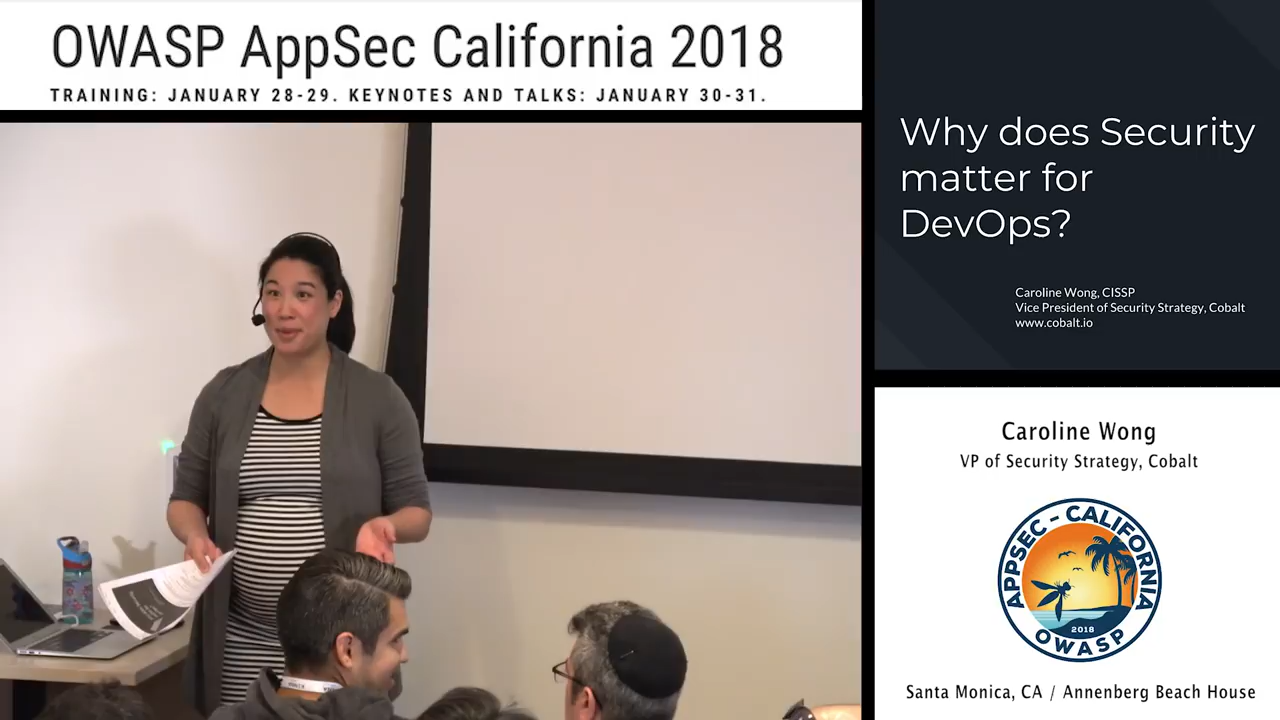 OWASP AppSec California 2018
TRAINING: JANUARY 28-29. KEYNOTES AND TALKS: JANUARY 30-31.
Why does Security
matter for
DevOps?
Caroline Wong, CISSP
Vice President of Security Strategy, Cobalt
www.cobalt.io
Caroline Wong
VP of Security Strategy, Cobalt
APPSEC - CALIFORNIA
2018
OWASP
Santa Monica, CA / Annenberg Beach House